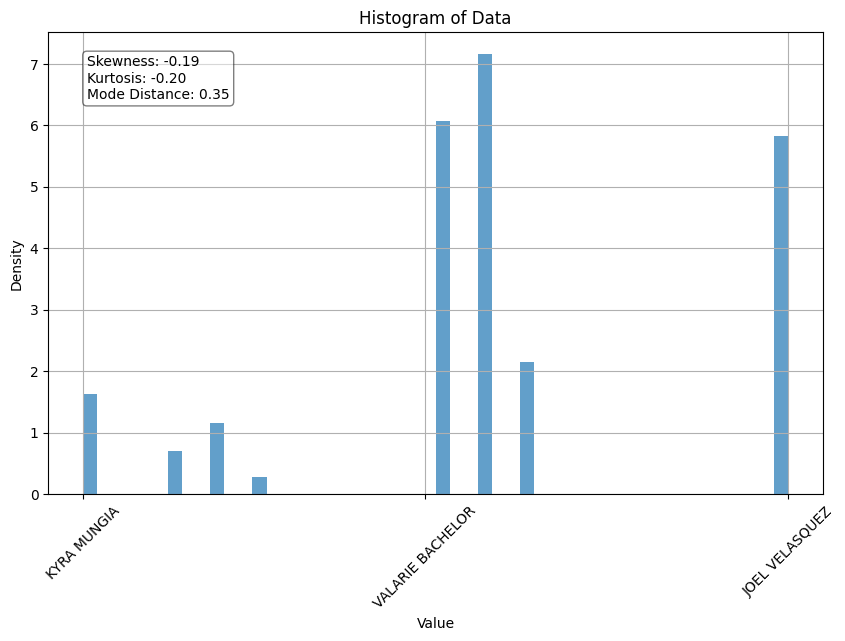 Histogram of Data
Skewness: -0.19
Kurtosis: -0.20
Mode Distance: 0.35
7
6
5
4
3
2
1
0
Density
KYRA MUNGIA
VALARIE BACHELOR
JOEL VELASQUEZ
Value